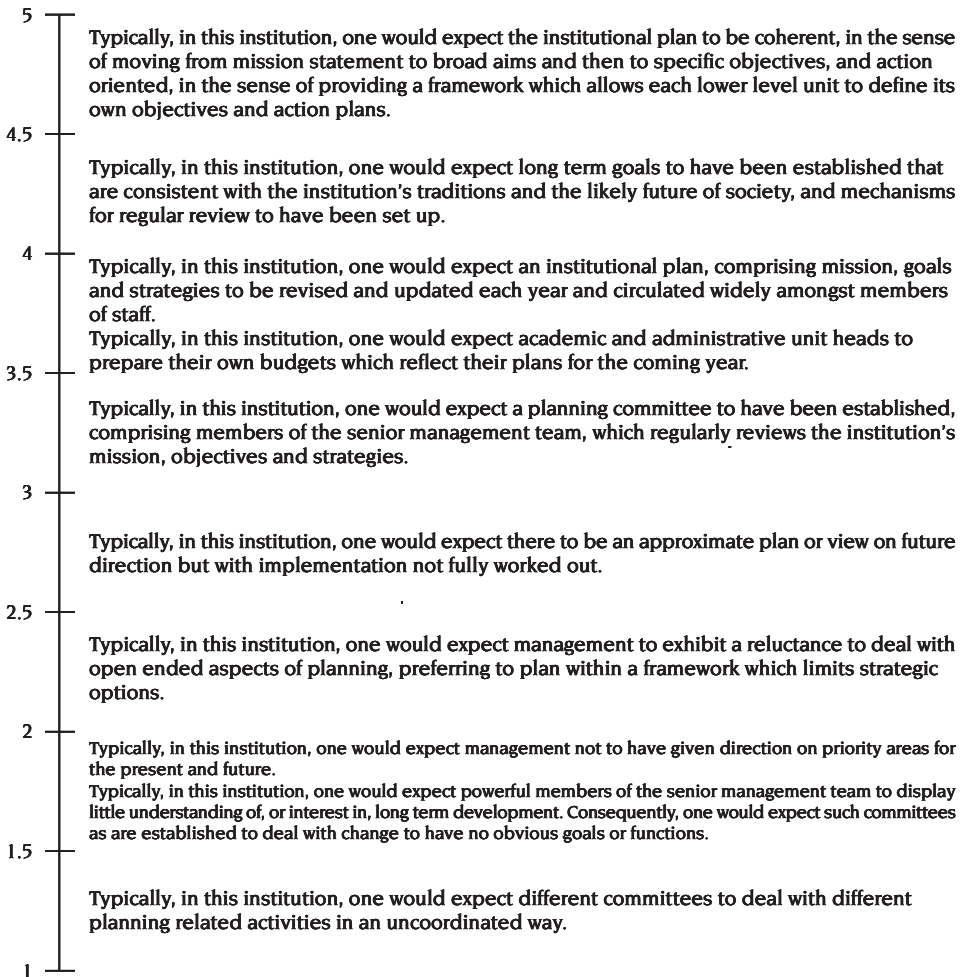 5
Typically, in this institution, one would expect the institutional plan to be coherent, in the sense
of moving from mission statement to broad aims and then to specific objectives, and action
oriented, in the sense of providing a framework which allows each lower level unit to define its
own objectives and action plans.
4.5
Typically, in this institution, one would expect long term goals to have been established that
are consistent with the institution's traditions and the likely future of society, and mechanisms
for regular review to have been set up.
4
Typically, in this institution, one would expect an institutional plan, comprising mission, goals
and strategies to be revised and updated each year and circulated widely amongst members
of staff.
Typically, in this institution, one would expect academic and administrative unit heads to
prepare their own budgets which reflect their plans for the coming year.
3.5
Typically, in this institution, one would expect a planning committee to have been established,
comprising members of the senior management team, which regularly reviews the institution's
mission, objectives and strategies.
3
Typically, in this institution, one would expect there to be an approximate plan or view on future
direction but with implementation not fully worked out.
2.5
Typically, in this institution, one would expect management to exhibit a reluctance to deal with
open ended aspects of planning, preferring to plan within a framework which limits strategic
options.
2
Typically, in this institution, one would expect management not to have given direction on priority areas for
the present and future.
Typically, in this institution, one would expect powerful members of the senior management team to display
little understanding of, or interest in, long term development. Consequently, one would expect such committees
as are established to deal with change to have no obvious goals or functions.
1.5
Typically, in this institution, one would expect different committees to deal with different
planning related activities in an uncoordinated way.
1